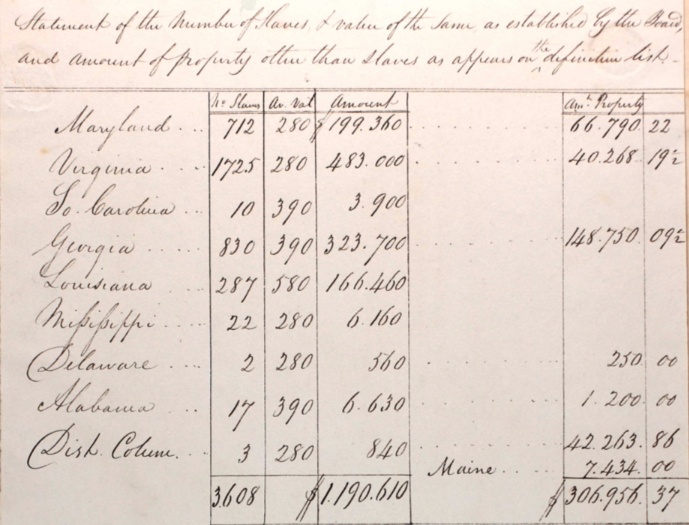 Statement of the Number of Slaves, & value of the same as established by the Board,
and amount of property other than slaves as appears on the definitive list.
No Slaves Av. Val Amount Amt. Property
Maryland ... 712 280 $199.360 66.790 22
Virginia ... 1725 280 483.000 40.268 19½
So. Carolina ... 10 390 3.900
Georgia ... 830 390 323.700 148.750 09½
Louisiana ... 287 580 166.460
Mississippi ... 22 280 6.160
Delaware ... 2 280 560 250 00
Alabama ... 17 390 6.630 1.200 00
Dist. Colum. 3 280 840 42.263 86
Maine ... 7.434 00
3.608 $1.190.610 $306.956 37